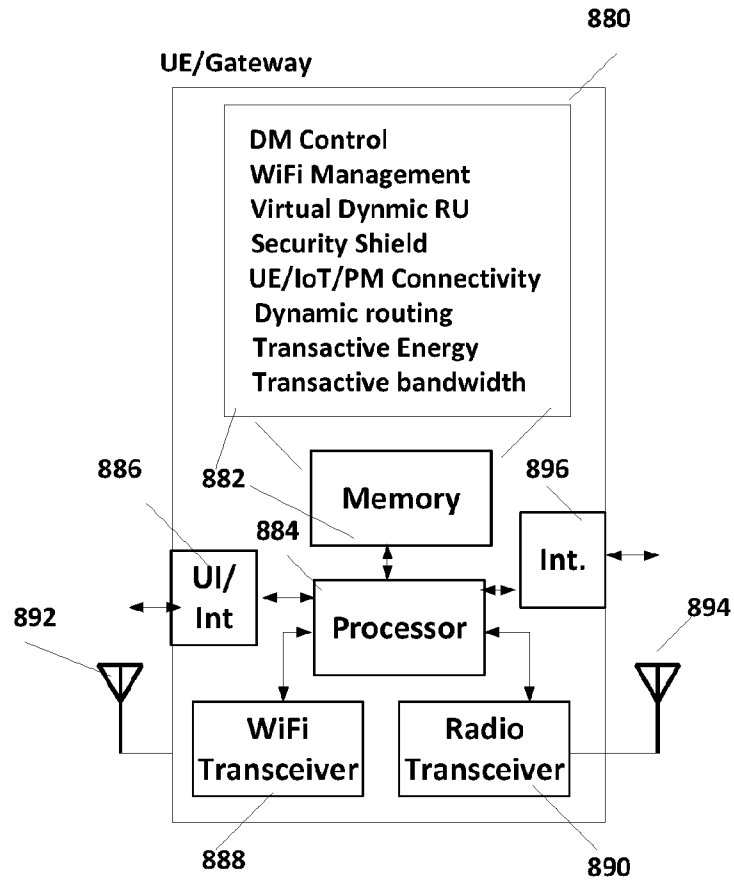 880
UE/Gateway
DM Control
WiFi Management
Virtual Dynmic RU
Security Shield
UE/IoT/PM Connectivity
Dynamic routing
Transactive Energy
Transactive bandwidth
886
882
896
Memory
884
UI/
Int
Int.
Processor
892
894
WiFi
Transceiver
Radio
Transceiver
888
890